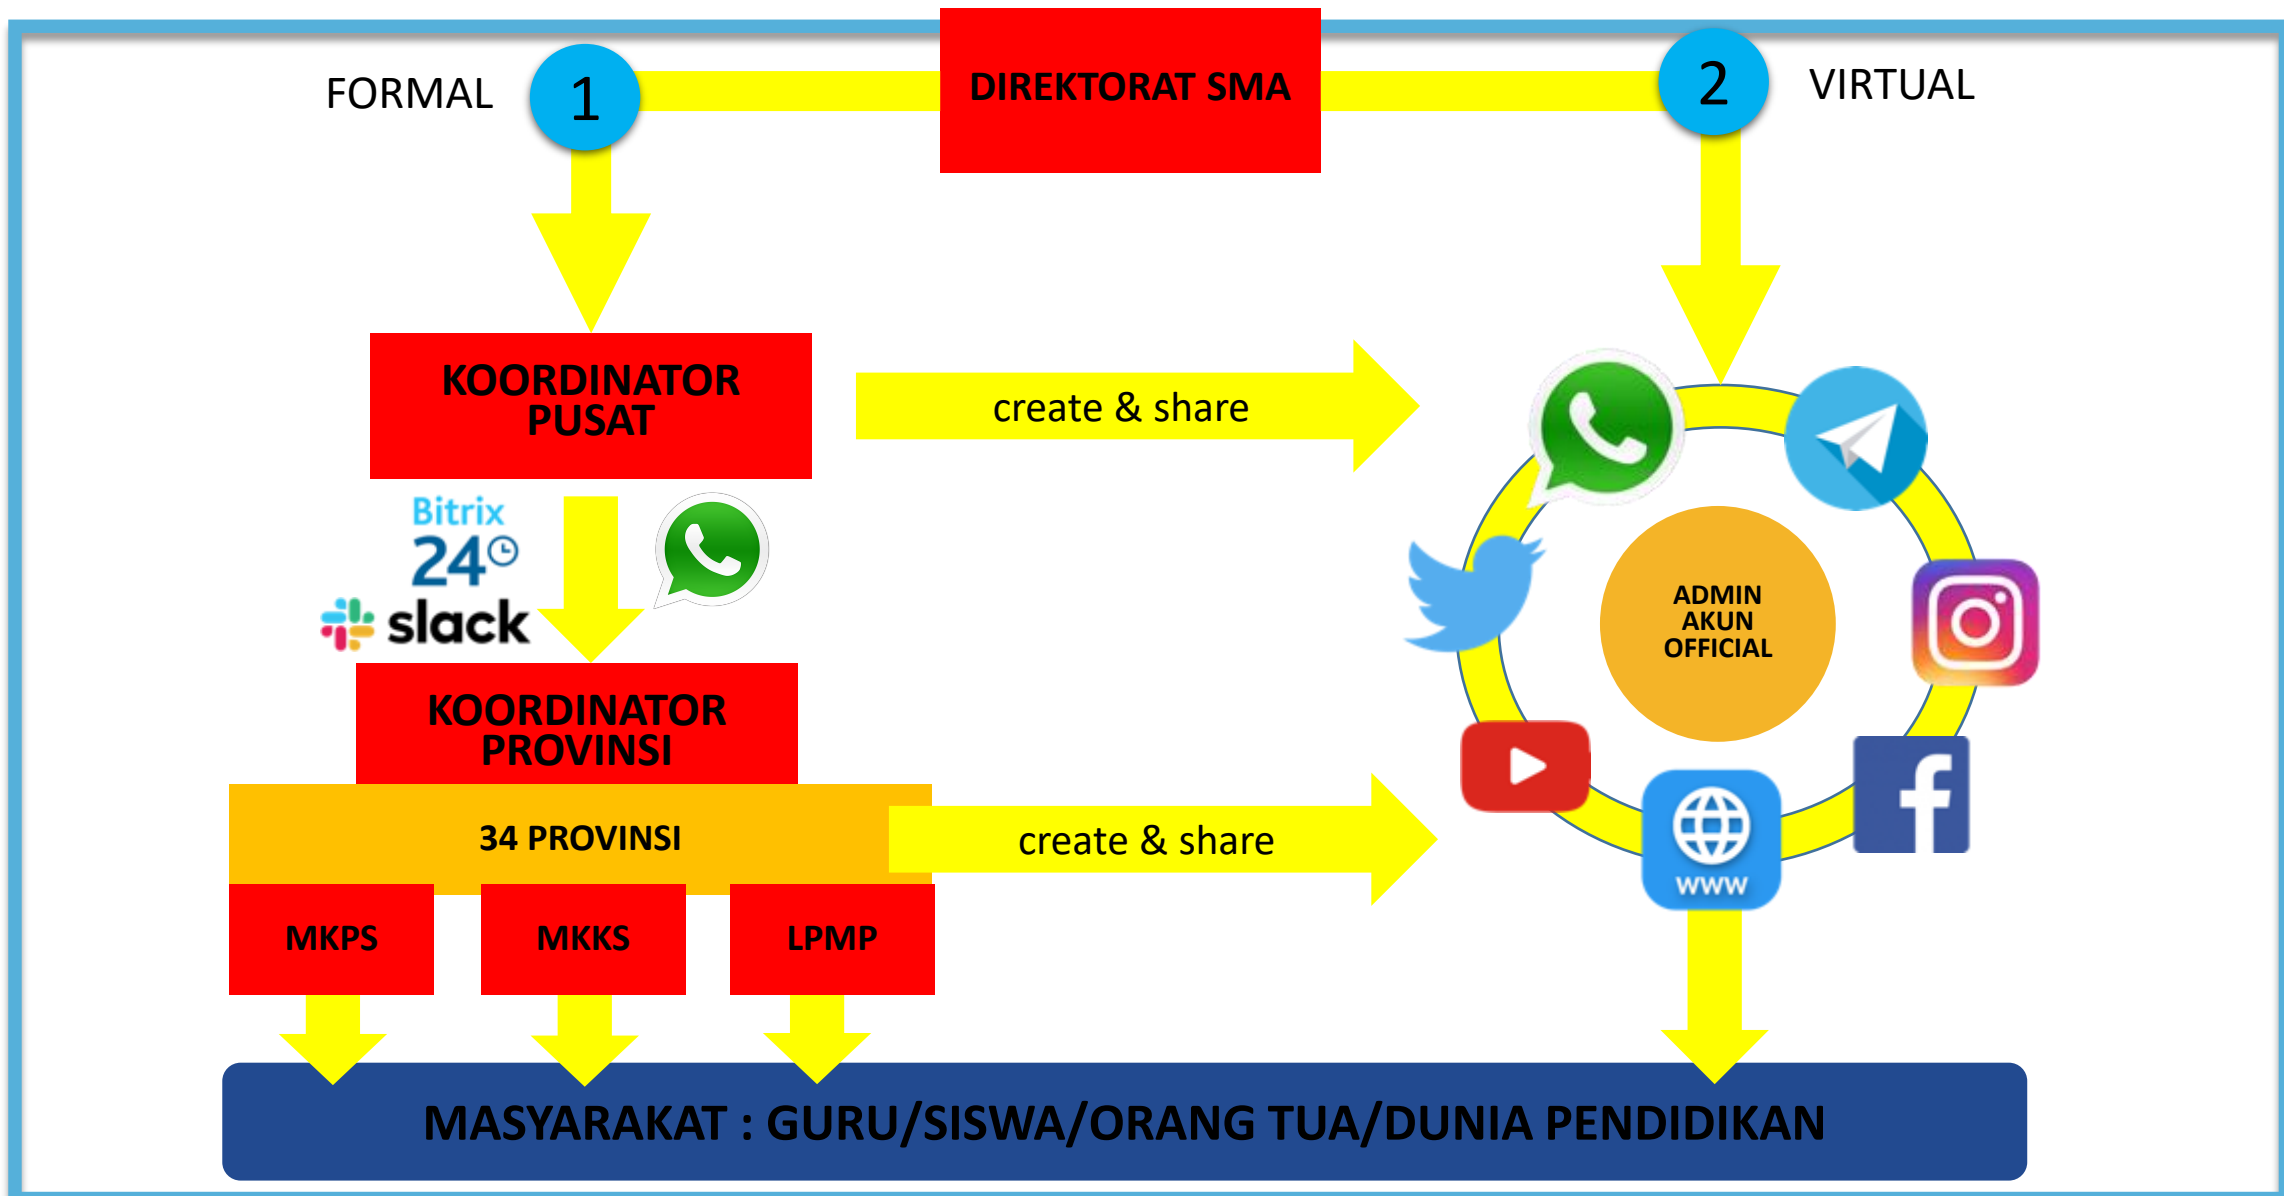 DIREKTORAT SMA
FORMAL
1
2
VIRTUAL
KOORDINATOR
PUSAT
create & share
Bitrix
24
slack
ADMIN
AKUN
OFFICIAL
KOORDINATOR
PROVINSI
34 PROVINSI
create & share
www
MKPS
MKKS
LPMP
MASYARAKAT : GURU/SISWA/ORANG TUA/DUNIA PENDIDIKAN